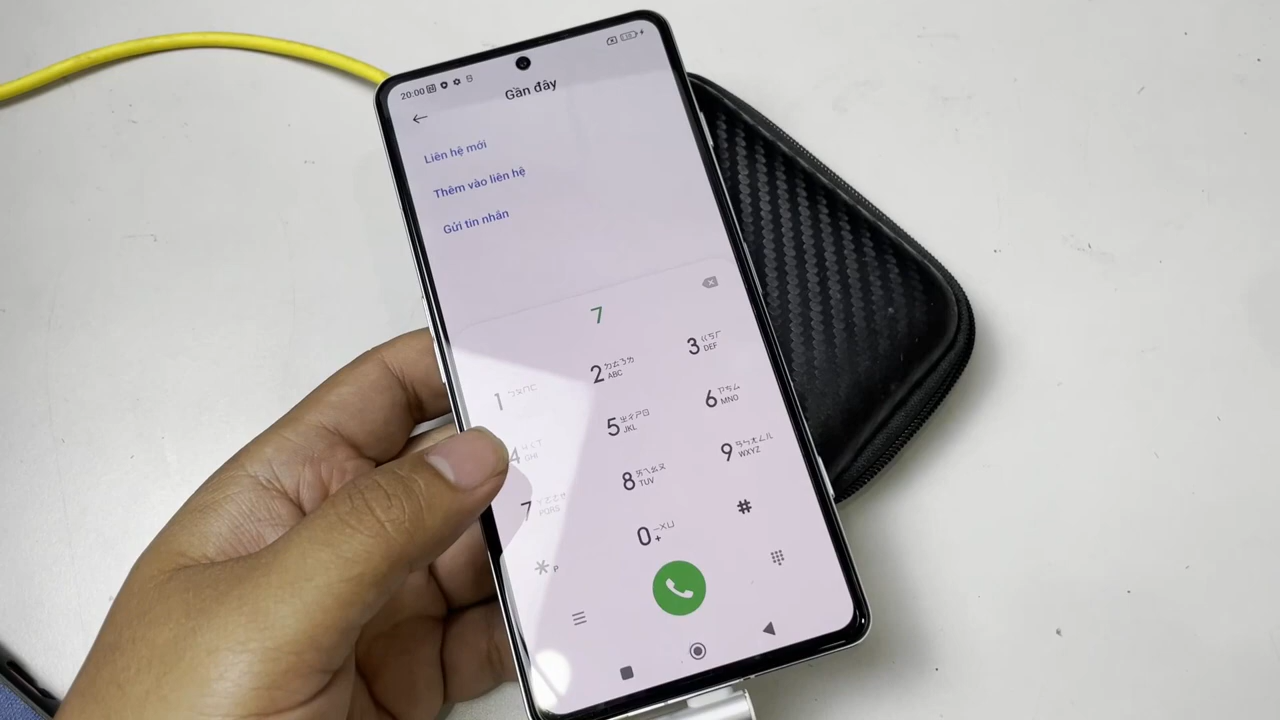 20:00
Gần đây
Liên hệ mới
Thêm vào liên hệ
Gửi tin nhắn
7
1 ㄅㄨㄇㄈ
2 ABC
3 DEF
4 GHI
5 JKL
6 MNO
7 PQRS
8 TUV
9 WXYZ
* P
0 +
#